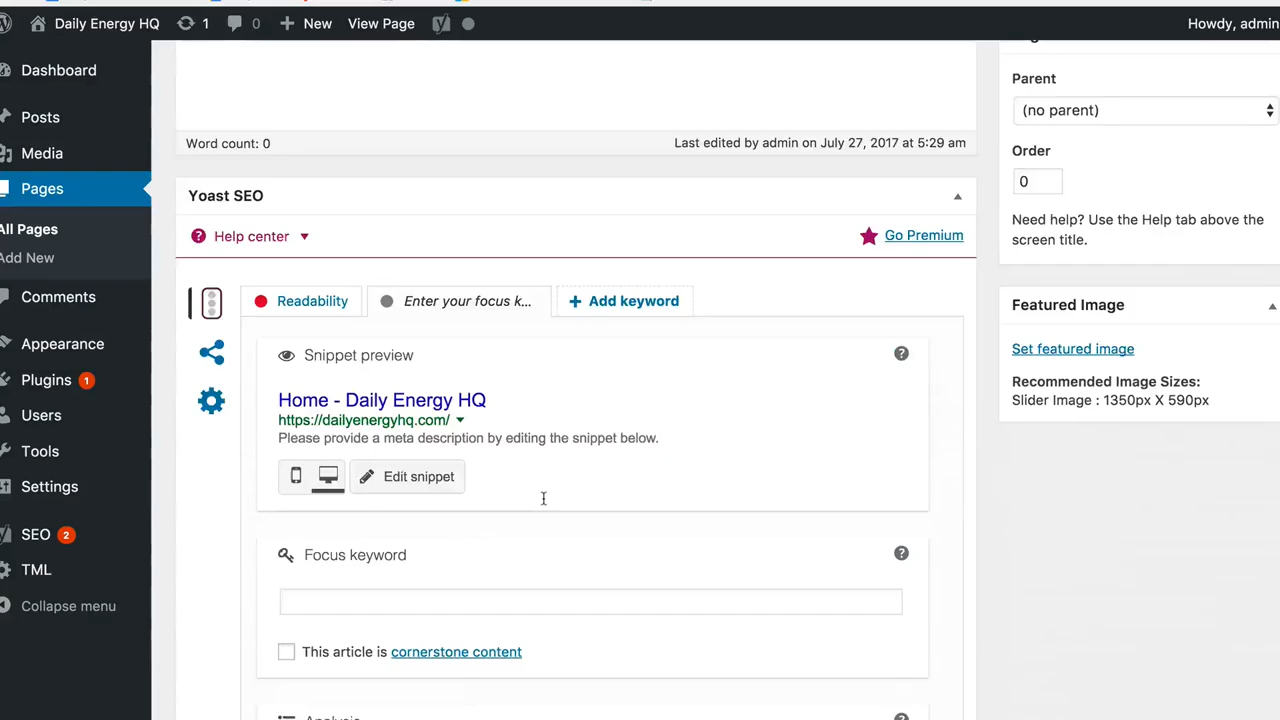 Daily Energy HQ 1 0 New View Page Howdy, admin
Dashboard
Posts
Media
Pages
All Pages
Add New
Comments
Appearance
Plugins 1
Users
Tools
Settings
SEO 2
TML
Collapse menu
Word count: 0 Last edited by admin on July 27, 2017 at 5:29 am
Yoast SEO
Help center Go Premium
Readability Enter your focus k... Add keyword
Snippet preview
Home - Daily Energy HQ
https://dailyenergyhq.com/
Please provide a meta description by editing the snippet below.
Edit snippet
Focus keyword
This article is cornerstone content
Analysis
Parent
(no parent)
Order
0
Need help? Use the Help tab above the
screen title.
Featured Image
Set featured image
Recommended Image Sizes:
Slider Image : 1350px X 590px